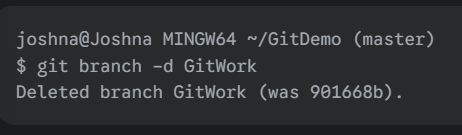 joshna@Joshna MINGW64 ~/GitDemo (master)
$ git branch -d GitWork
Deleted branch GitWork (was 901668b).